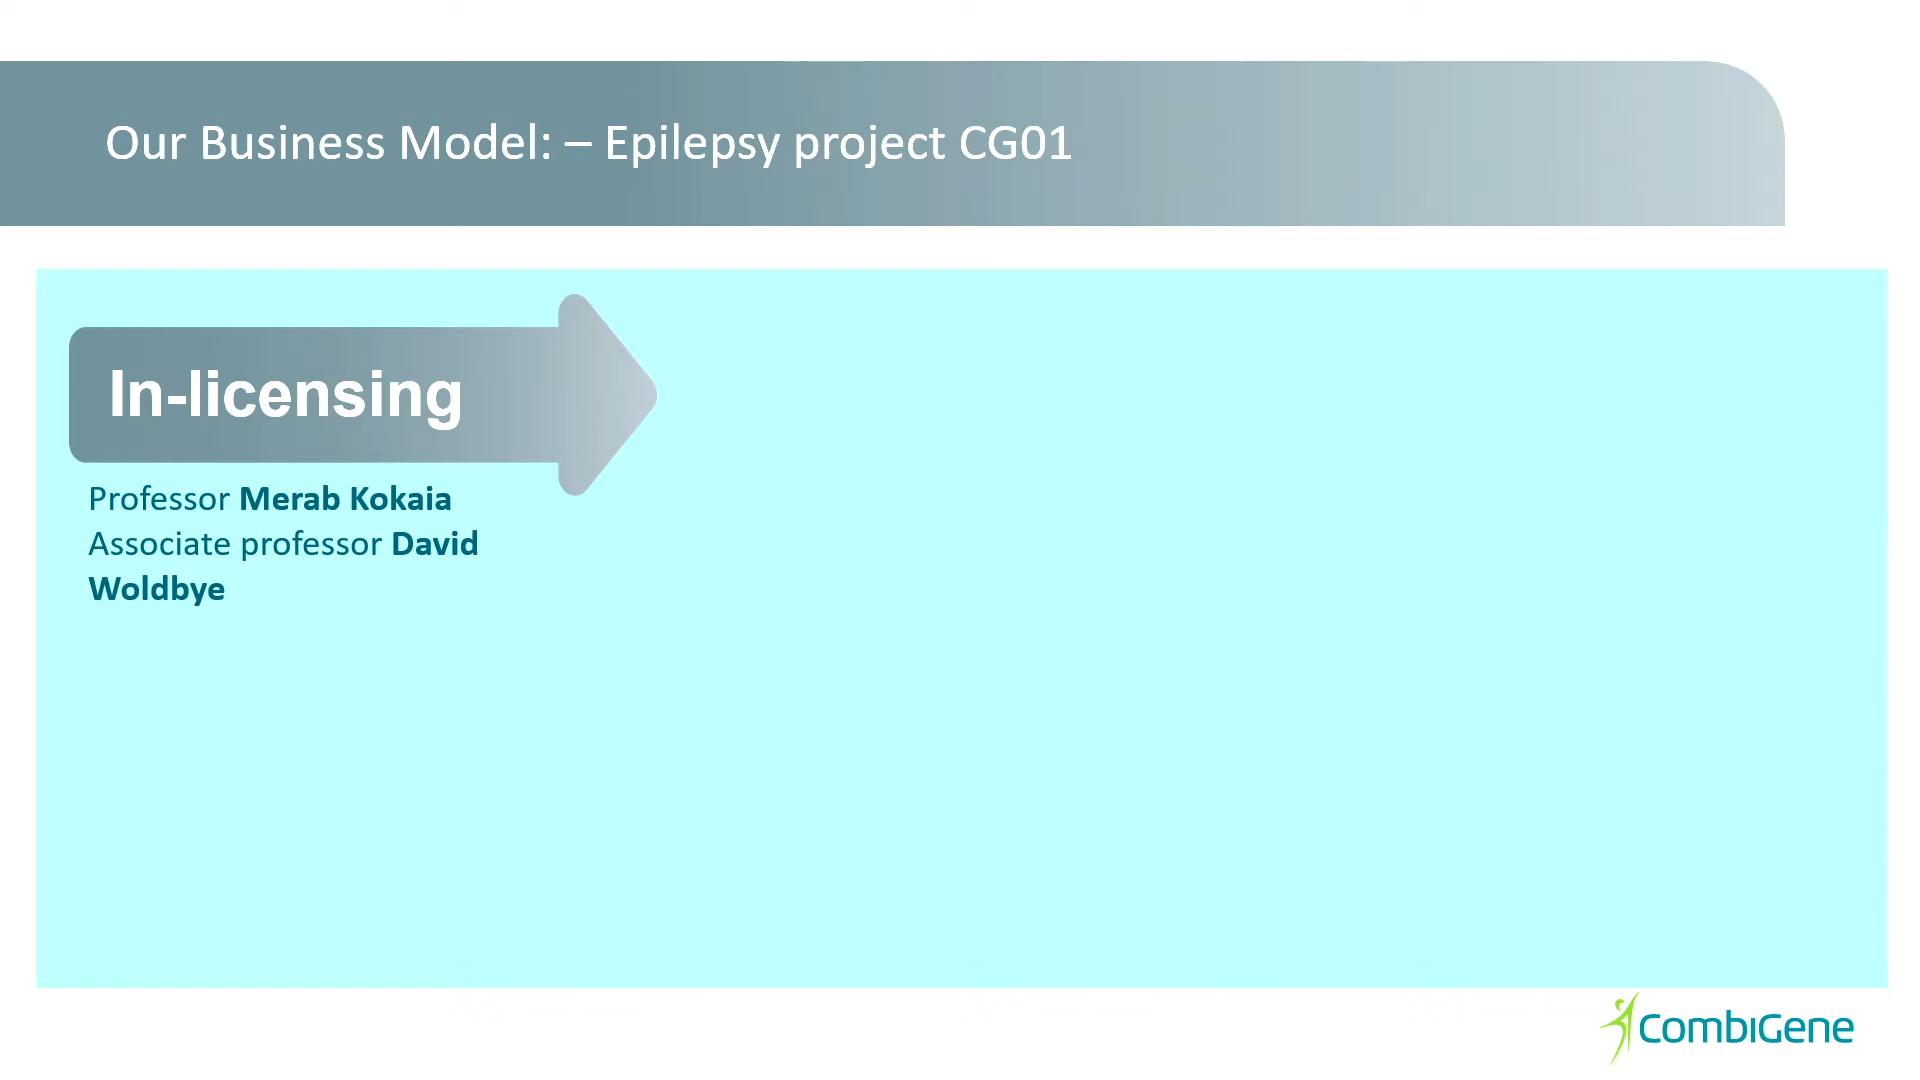 Our Business Model: – Epilepsy project CG01
In-licensing
Professor Merab Kokaia
Associate professor David
Woldbye
CombiGene